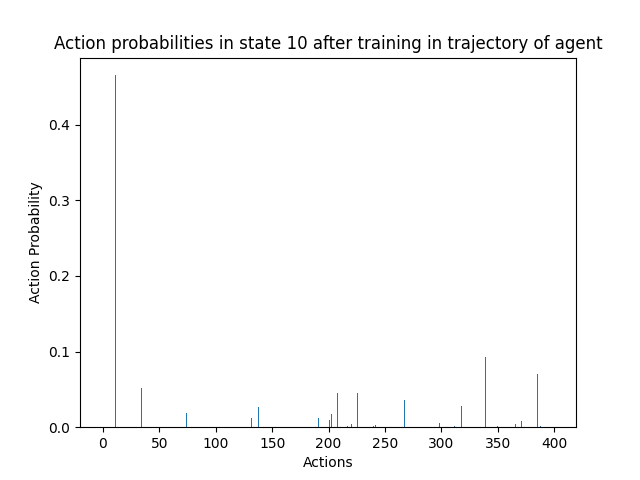 Action probabilities in state 10 after training in trajectory of agent
Action Probability
0.4
0.3
0.2
0.1
0.0
0 50 100 150 200 250 300 350 400
Actions